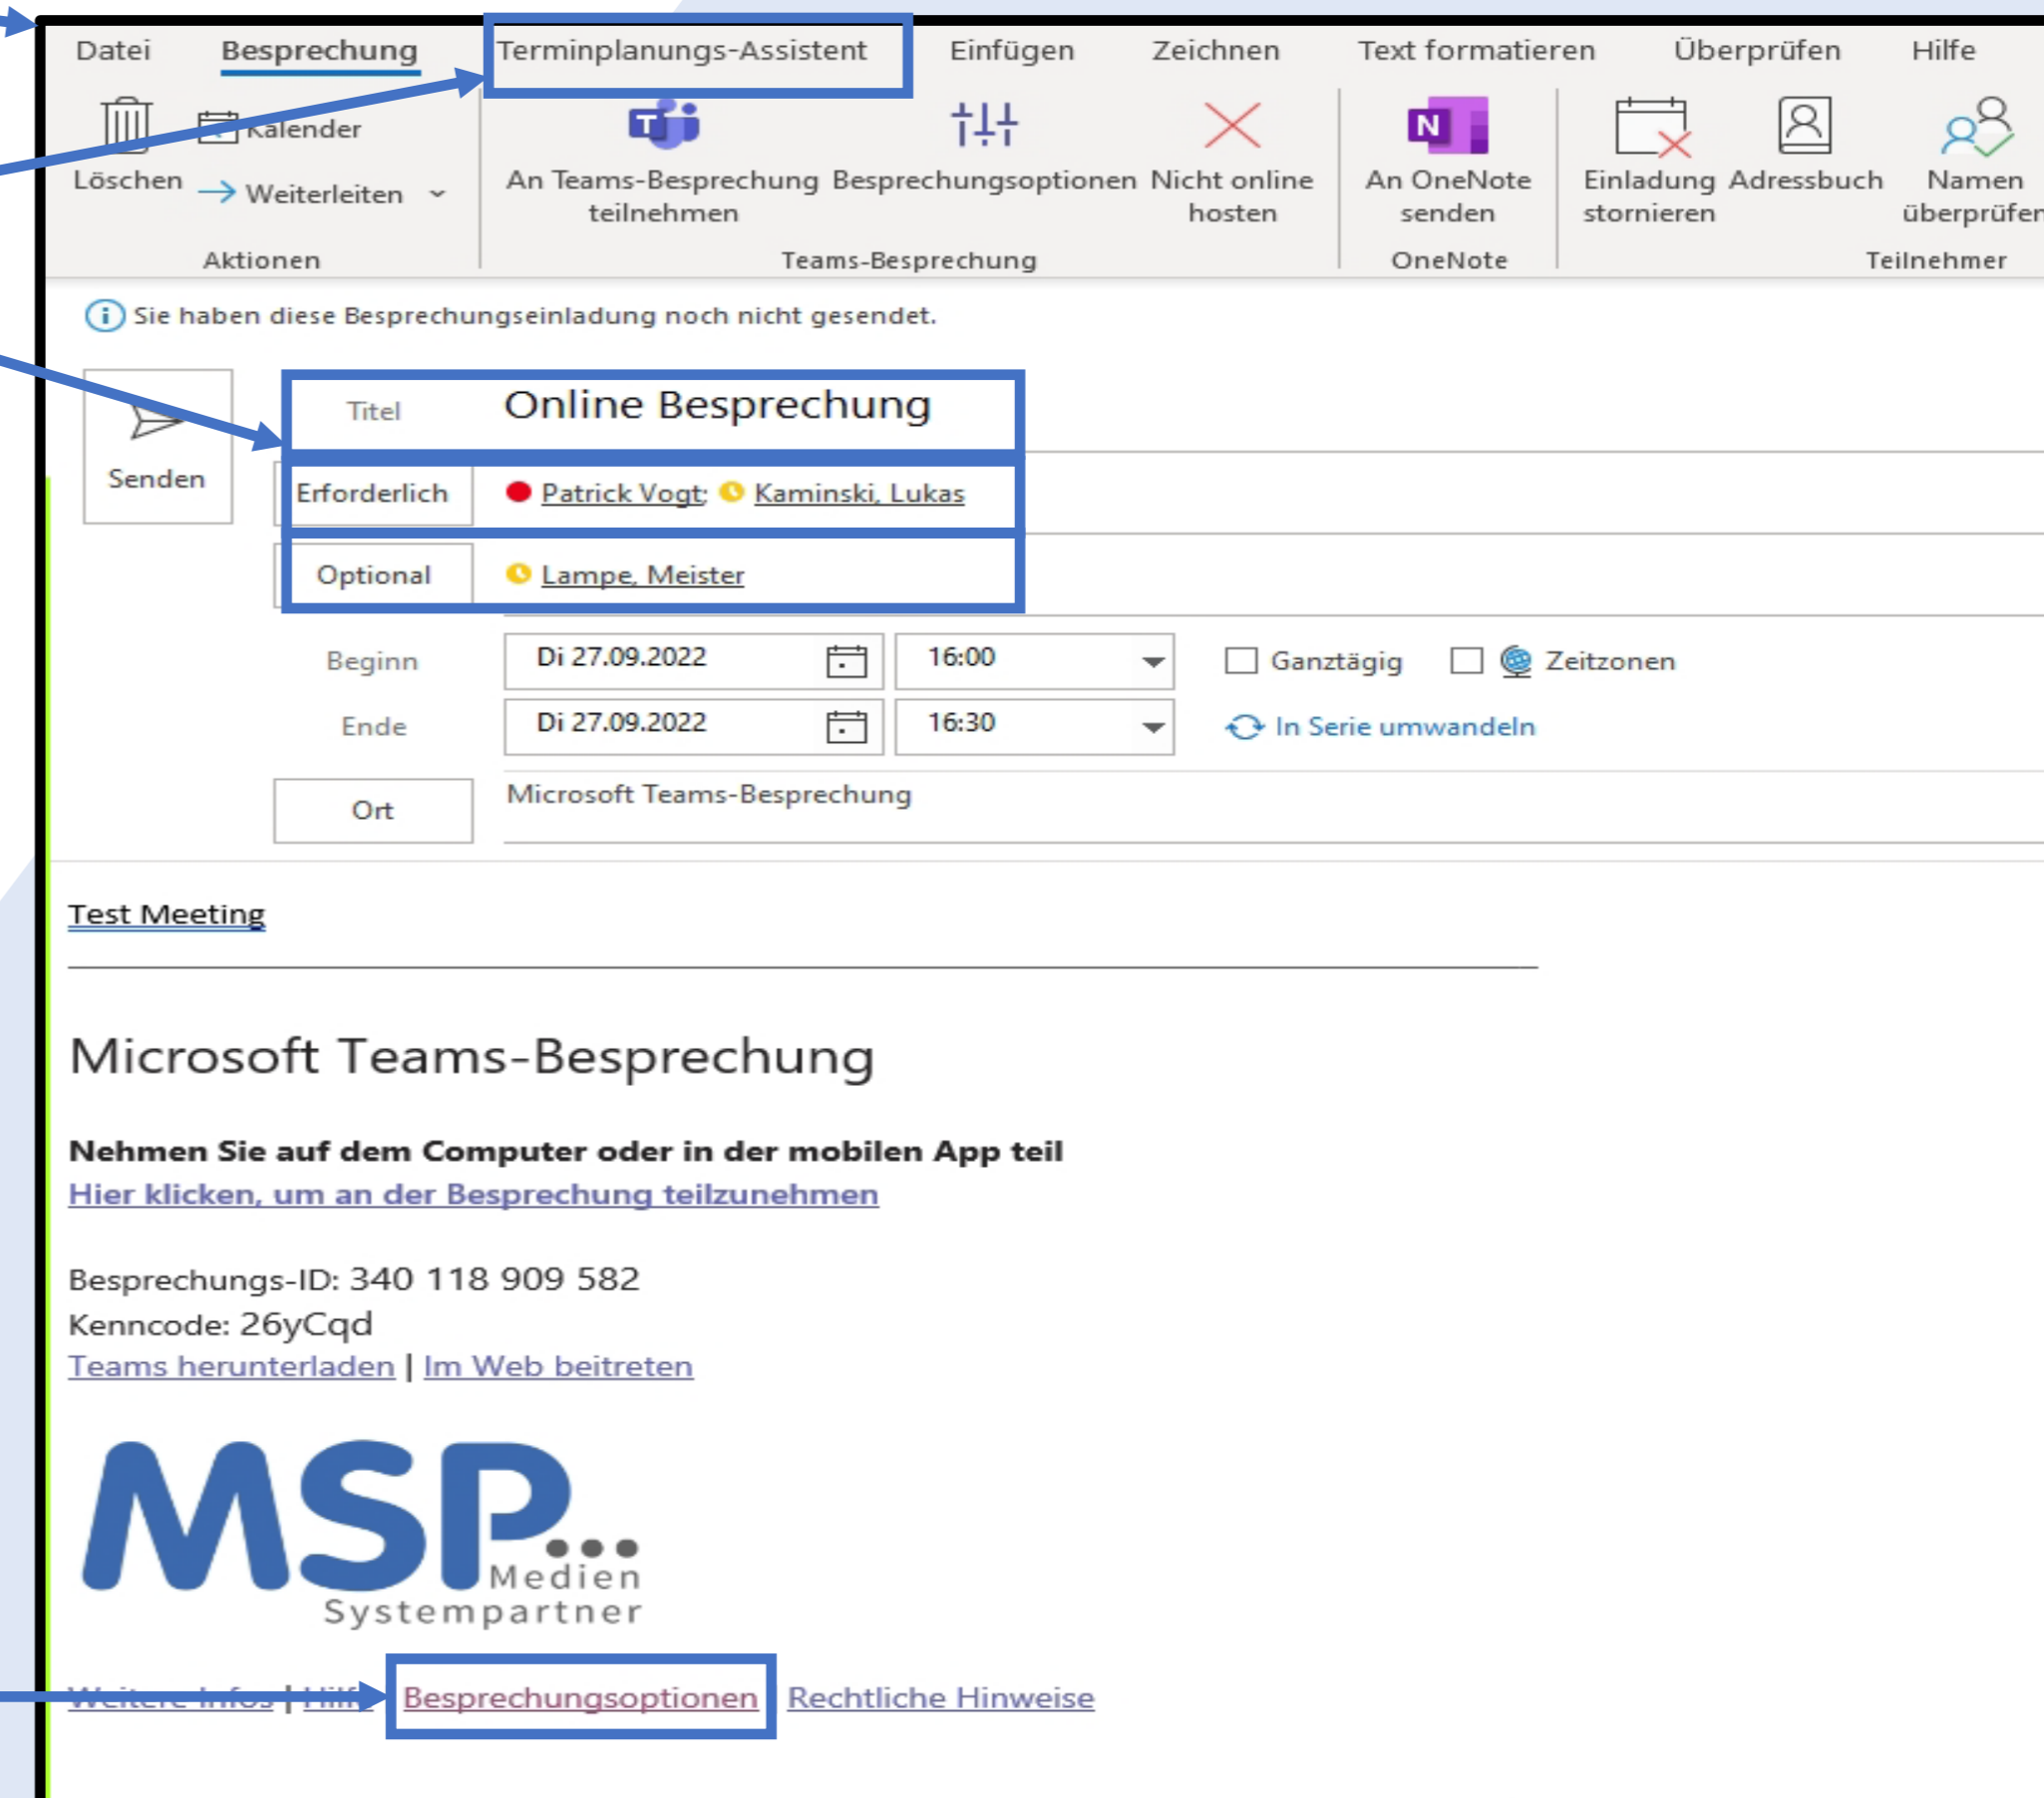 Datei Besprechung Terminplanungs-Assistent Einfügen Zeichnen Text formatieren Überprüfen Hilfe
Löschen Kalender
Weiterleiten
An Teams-Besprechung teilnehmen
Besprechungsoptionen
Nicht online hosten
An OneNote senden
Einladung stornieren
Adressbuch
Namen überprüfen
Aktionen Teams-Besprechung OneNote Teilnehmer
Sie haben diese Besprechungseinladung noch nicht gesendet.
Senden
Titel Online Besprechung
Erforderlich Patrick Vogt; Kaminski, Lukas
Optional Lampe, Meister
Beginn Di 27.09.2022 16:00 Ganztägig Zeitzonen
Ende Di 27.09.2022 16:30 In Serie umwandeln
Ort Microsoft Teams-Besprechung
Test Meeting
Microsoft Teams-Besprechung
Nehmen Sie auf dem Computer oder in der mobilen App teil
Hier klicken, um an der Besprechung teilzunehmen
Besprechungs-ID: 340 118 909 582
Kenncode: 26yCqd
Teams herunterladen | Im Web beitreten
MSP...
Medien
Systempartner
Weitere Infos | Hilfe Besprechungsoptionen Rechtliche Hinweise